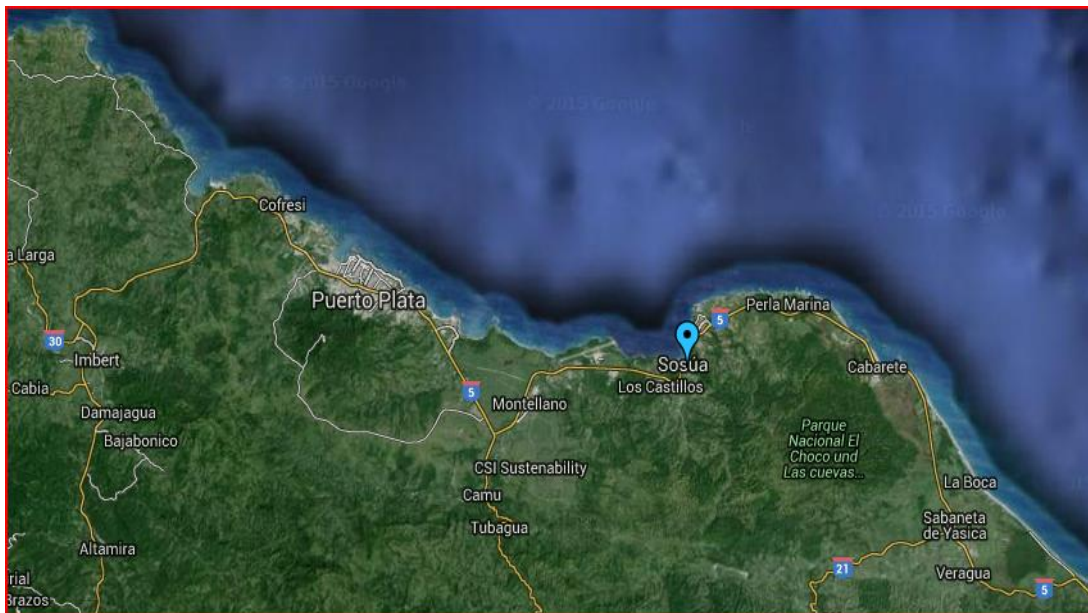 © 2015 Google
© 2015 Google
© 2015 Google
Cofresi
a Larga
Puerto Plata
Perla Marina
5
30
Imbert
Sosúa
Cabarete
Cabia
5
Los Castillos
Damajagua
Montellano
Bajabonico
Parque
Nacional El
Choco und
Las cuevas...
CSI Sustenability
La Boca
Camu
Sabaneta
de Yasica
Tubagua
Altamira
21
Veragua
5
rial
Brazos